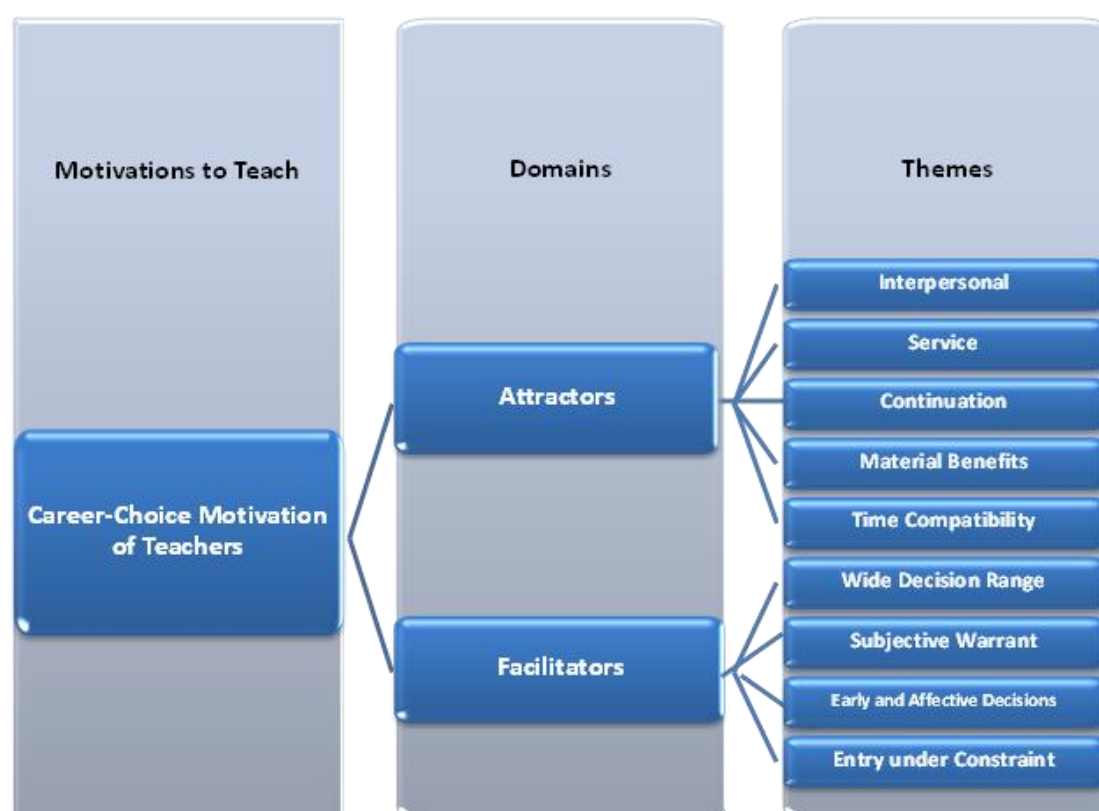 Motivations to Teach
Domains
Themes
Career-Choice Motivation
of Teachers
Attractors
Facilitators
Interpersonal
Service
Continuation
Material Benefits
Time Compatibility
Wide Decision Range
Subjective Warrant
Early and Affective Decisions
Entry under Constraint